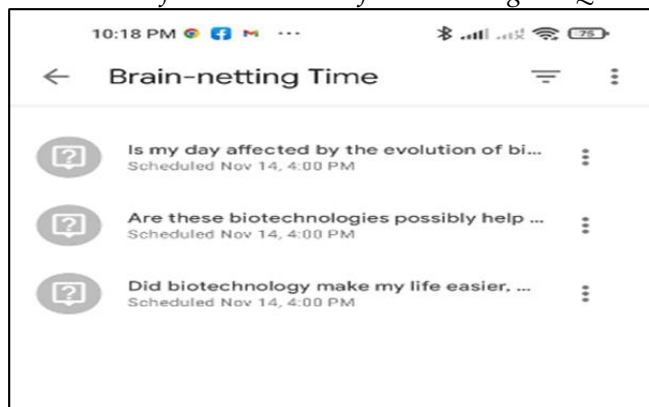 10:18 PM
75
Brain-netting Time
Is my day affected by the evolution of bi...
Scheduled Nov 14, 4:00 PM
Are these biotechnologies possibly help ...
Scheduled Nov 14, 4:00 PM
Did biotechnology make my life easier, ...
Scheduled Nov 14, 4:00 PM